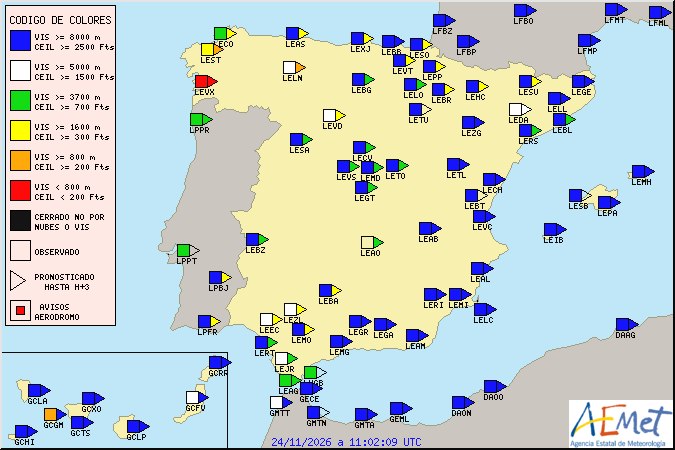 CODIGO DE COLORES
VIS >= 8000 m
CEIL >= 2500 Fts
VIS >= 5000 m
CEIL >= 1500 Fts
VIS >= 3700 m
CEIL >= 700 Fts
VIS >= 1600 m
CEIL >= 300 Fts
VIS >= 800 m
CEIL >= 200 Fts
VIS < 800 m
CEIL < 200 Fts
CERRADO NO POR
NUBES O VIS
OBSERVADO
PRONOSTICADO
HASTA H+3
AVISOS
AERODROMO
LFBO
LFMT
LFML
LFBZ
LECO
LEAS
LEXJ
LEBB
LESO
LFBP
LFMP
LEST
LEVT
LEPP
LELN
LEVX
LEBG
LELO
LEBR
LEHC
LESU
LEGE
LELL
LPPR
LEVD
LETU
LEDA
LEZG
LERS
LEBL
LESA
LECV
LEVS
LEMD
LETO
LETL
LEMH
LEGT
LECH
LEBT
LESB
LEPA
LEVC
LEAB
LEIB
LEBZ
LEAO
LPPT
LPBJ
LEAL
LEBA
LERI
LEMI
LEZL
LELC
LPFR
LEEC
LEMO
LEGR
LEGA
LEAM
DAAG
LERT
LEMG
LEJR
LXGB
LEAG
GCRR
GCLA
GCXO
GCFV
GECE
DAOO
GMTT
DAON
GCGM
GCTS
GCLP
GCHI
GMTN
GMTA
GEML
24/11/2026 a 11:02:09 UTC
AEMet
Agencia Estatal de Meteorología